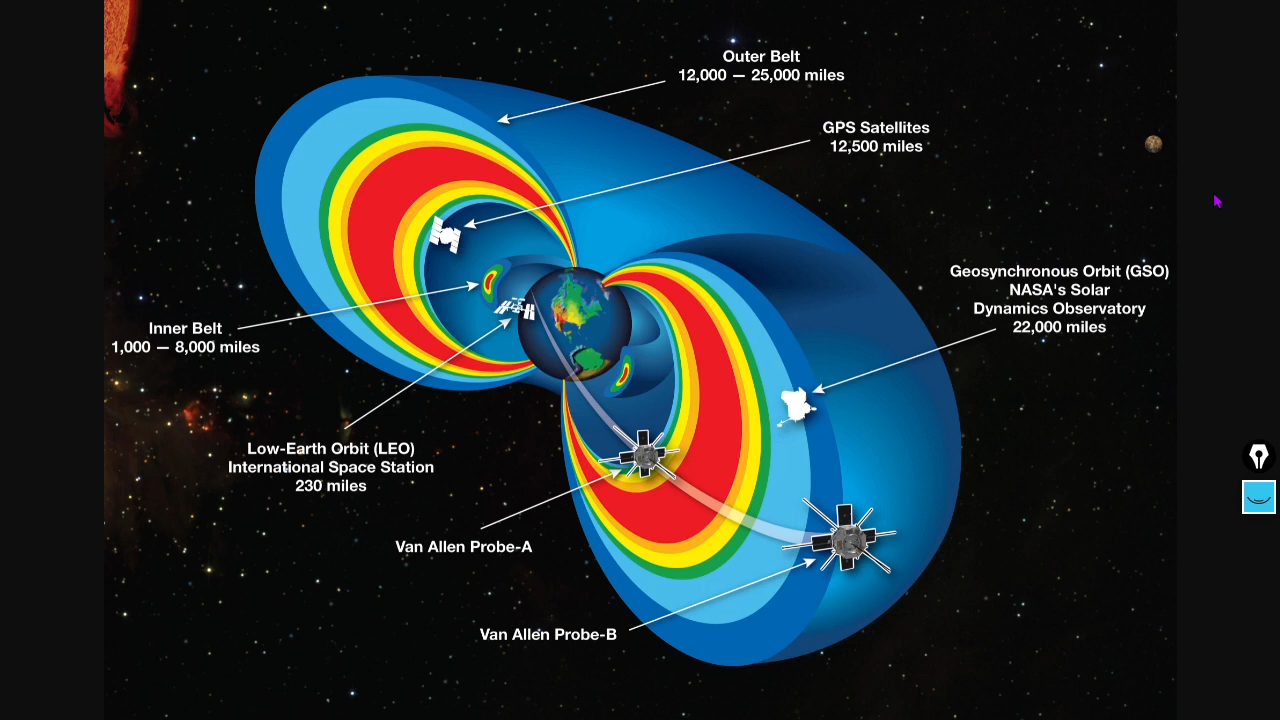 Outer Belt
12,000 — 25,000 miles
GPS Satellites
12,500 miles
Geosynchronous Orbit (GSO)
NASA's Solar
Dynamics Observatory
22,000 miles
Inner Belt
1,000 — 8,000 miles
Low-Earth Orbit (LEO)
International Space Station
230 miles
Van Allen Probe-A
Van Allen Probe-B